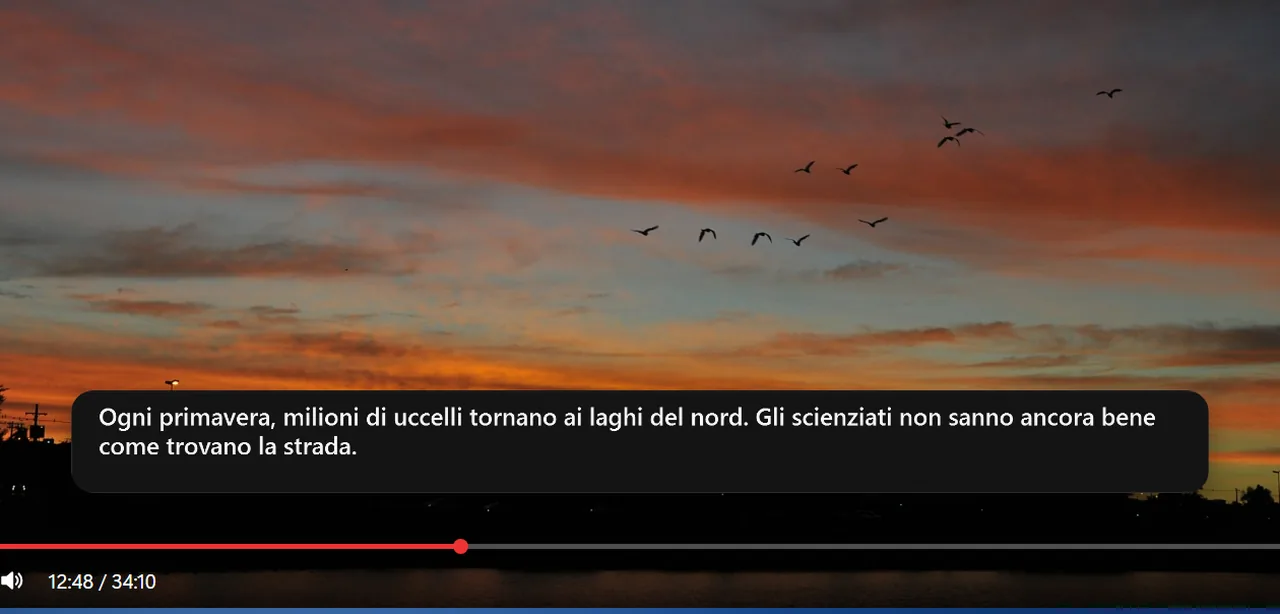 Ogni primavera, milioni di uccelli tornano ai laghi del nord. Gli scienziati non sanno ancora bene
come trovano la strada.
12:48 / 34:10